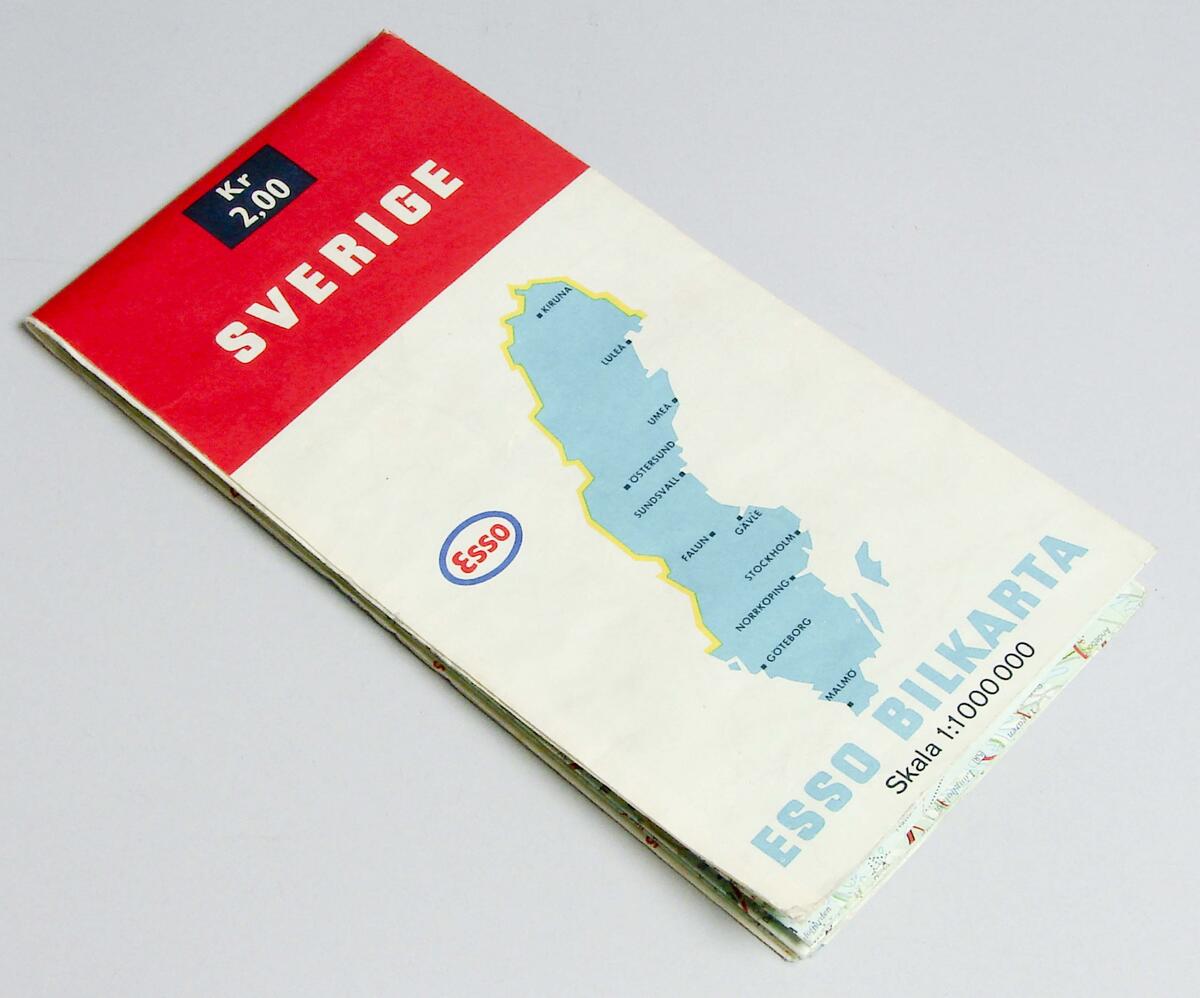 Kr
2,00
SVERIGE
KIRUNA
LULEÅ
UMEÅ
ÖSTERSUND
SUNDSVALL
GÄVLE
FALUN
STOCKHOLM
NORRKÖPING
GÖTEBORG
MALMÖ
Esso
ESSO BILKARTA
Skala 1:1000000